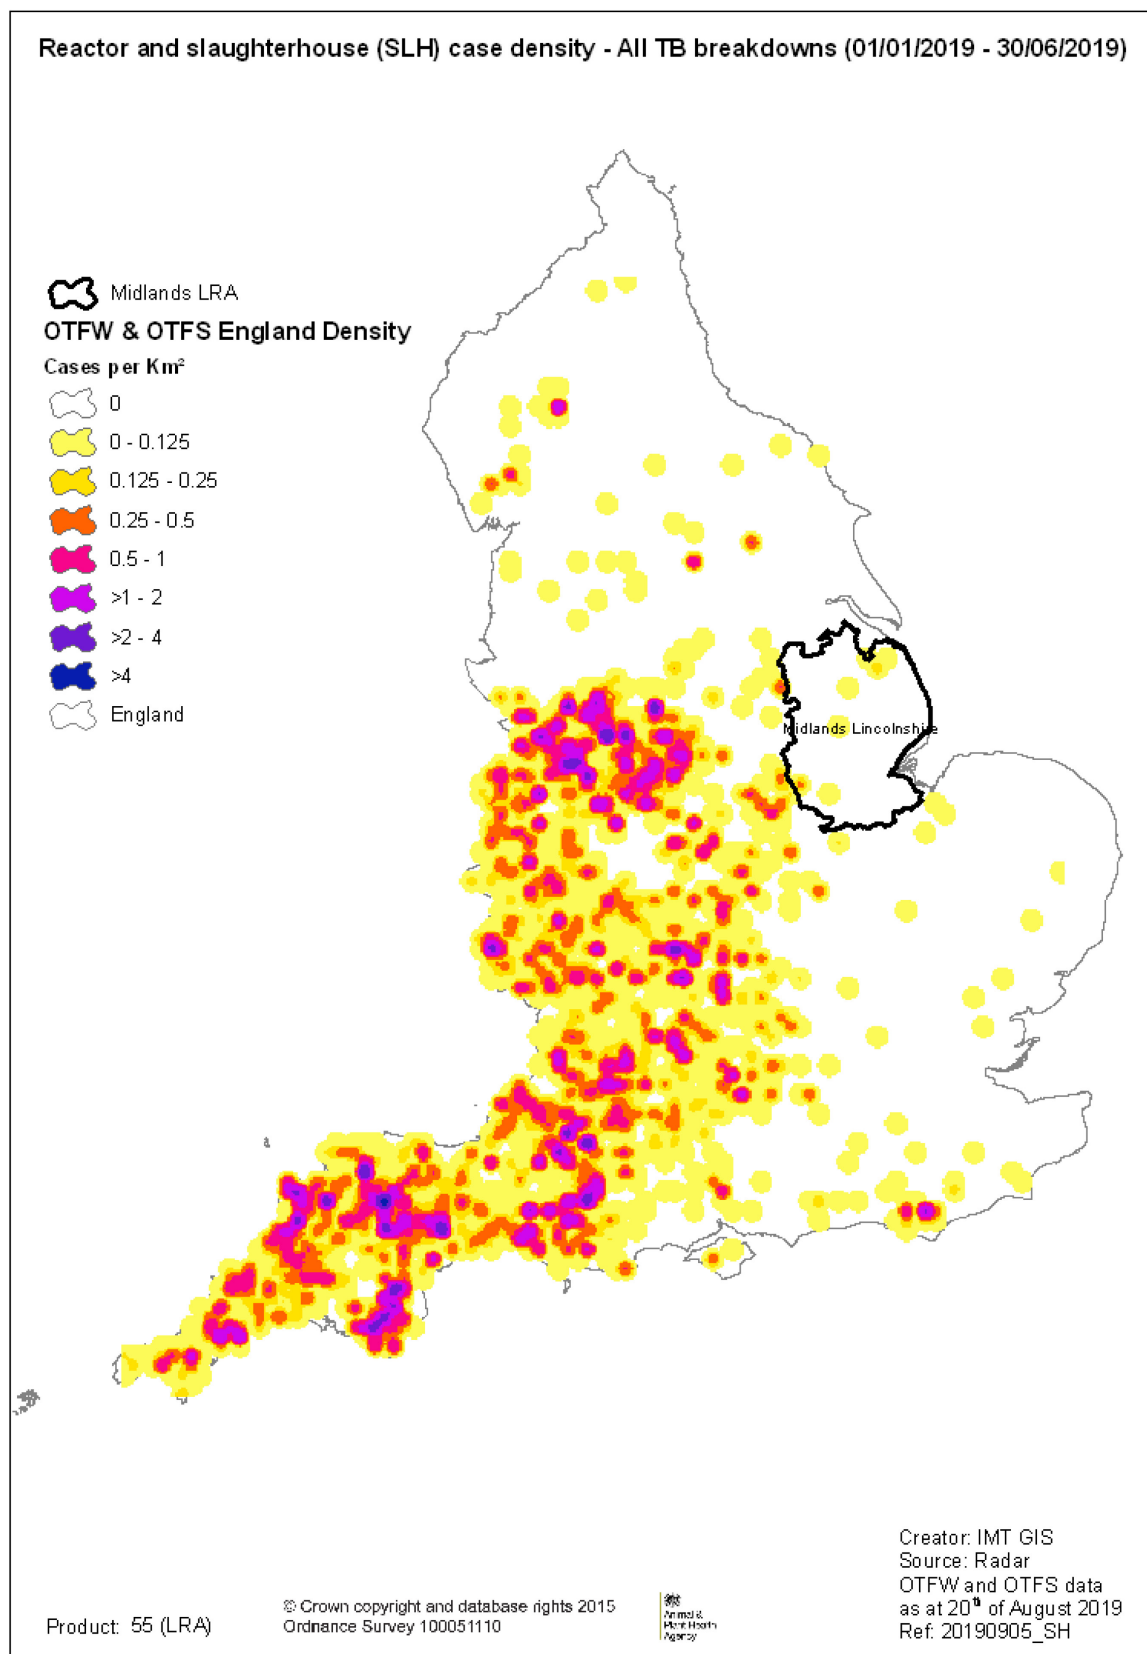 Reactor and slaughterhouse (SLH) case density - All TB breakdowns (01/01/2019 - 30/06/2019)
Midlands LRA
OTFW & OTFS England Density
Cases per Km²
0
0 - 0.125
0.125 - 0.25
0.25 - 0.5
0.5 - 1
>1 - 2
>2 - 4
>4
England
Midlands Lincolnshire
Creator: IMT GIS
Source: Radar
OTFW and OTFS data
as at 20th of August 2019
Ref: 20190905_SH
Product: 55 (LRA)
© Crown copyright and database rights 2015
Ordnance Survey 100051110
Animal &
Plant Health
Agency